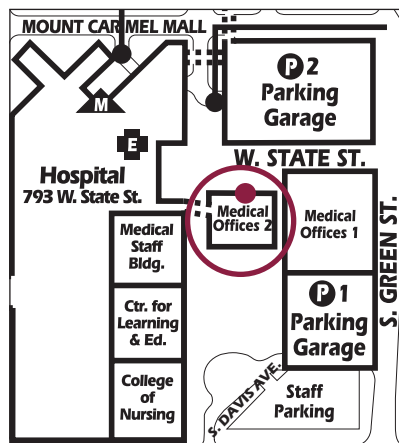 MOUNT CARMEL MALL
P 2
Parking
Garage
M
E
W. STATE ST.
Hospital
793 W. State St.
Medical
Offices 2
Medical
Offices 1
Medical
Staff
Bldg.
S. GREEN ST.
P 1
Parking
Garage
Ctr. for
Learning
& Ed.
College
of
Nursing
S. DAVIS AVE.
Staff
Parking